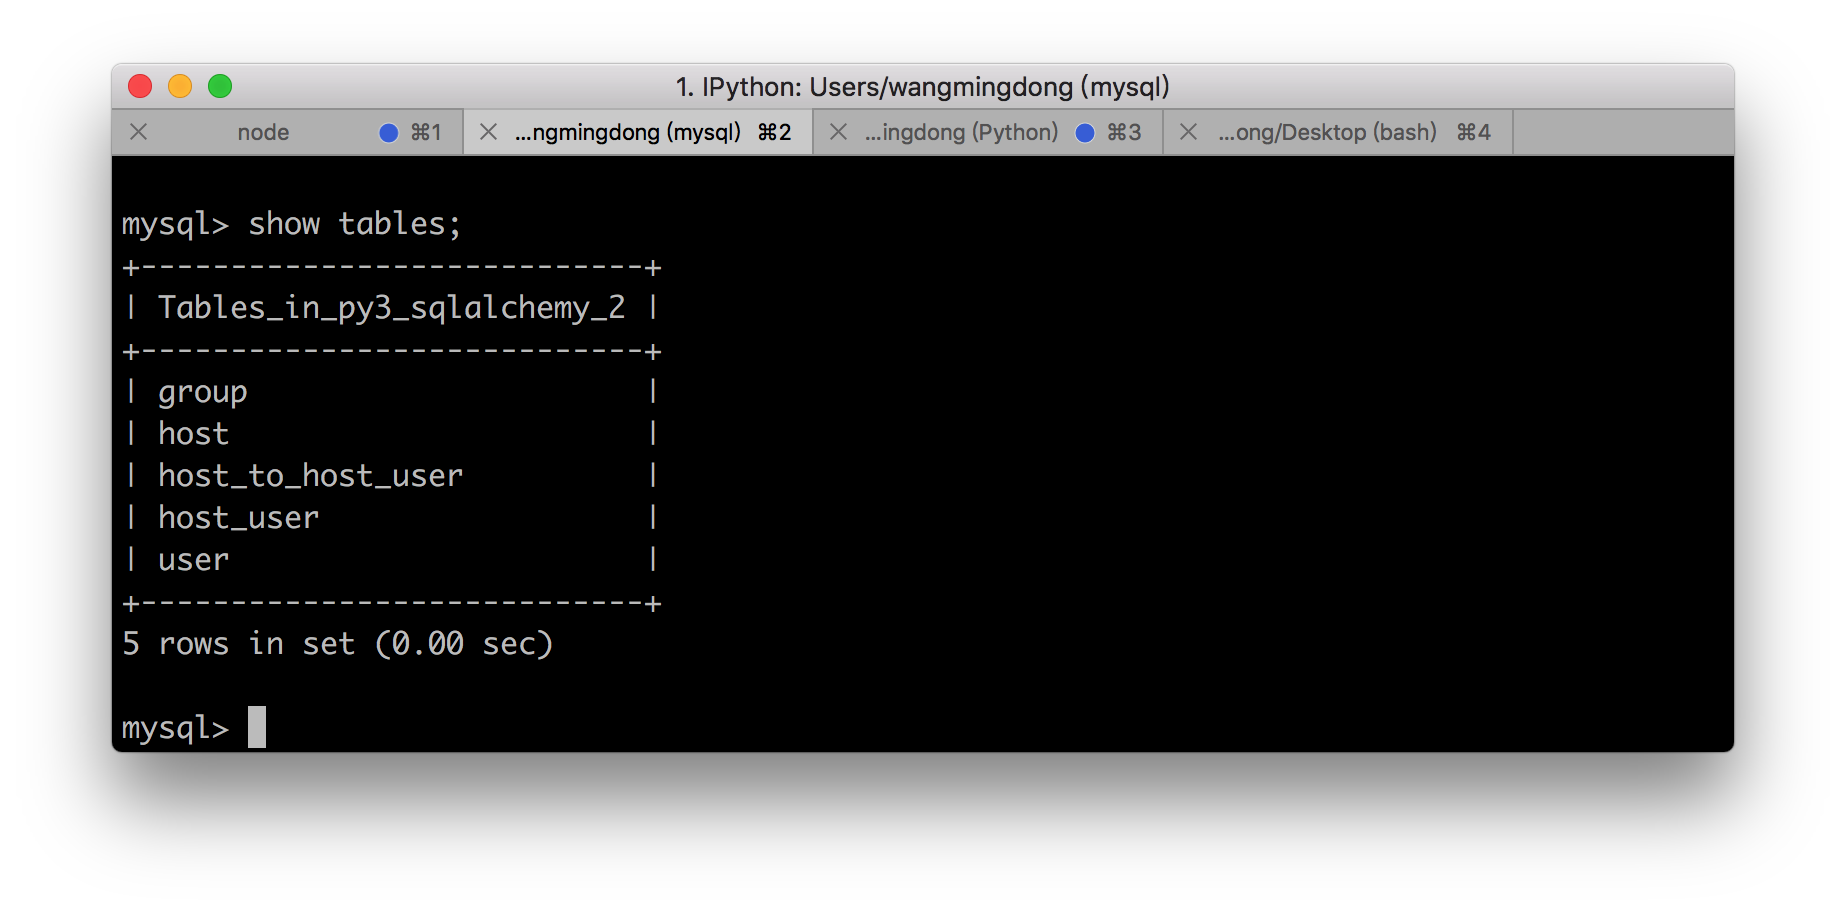 1. IPython: Users/wangmingdong (mysql)
node ⌘1 ...ngmingdong (mysql) ⌘2 ...ingdong (Python) ⌘3 ...ong/Desktop (bash) ⌘4
mysql> show tables;
+----------------------------+
| Tables_in_py3_sqlalchemy_2 |
+----------------------------+
| group                      |
| host                       |
| host_to_host_user          |
| host_user                  |
| user                       |
+----------------------------+
5 rows in set (0.00 sec)
mysql>